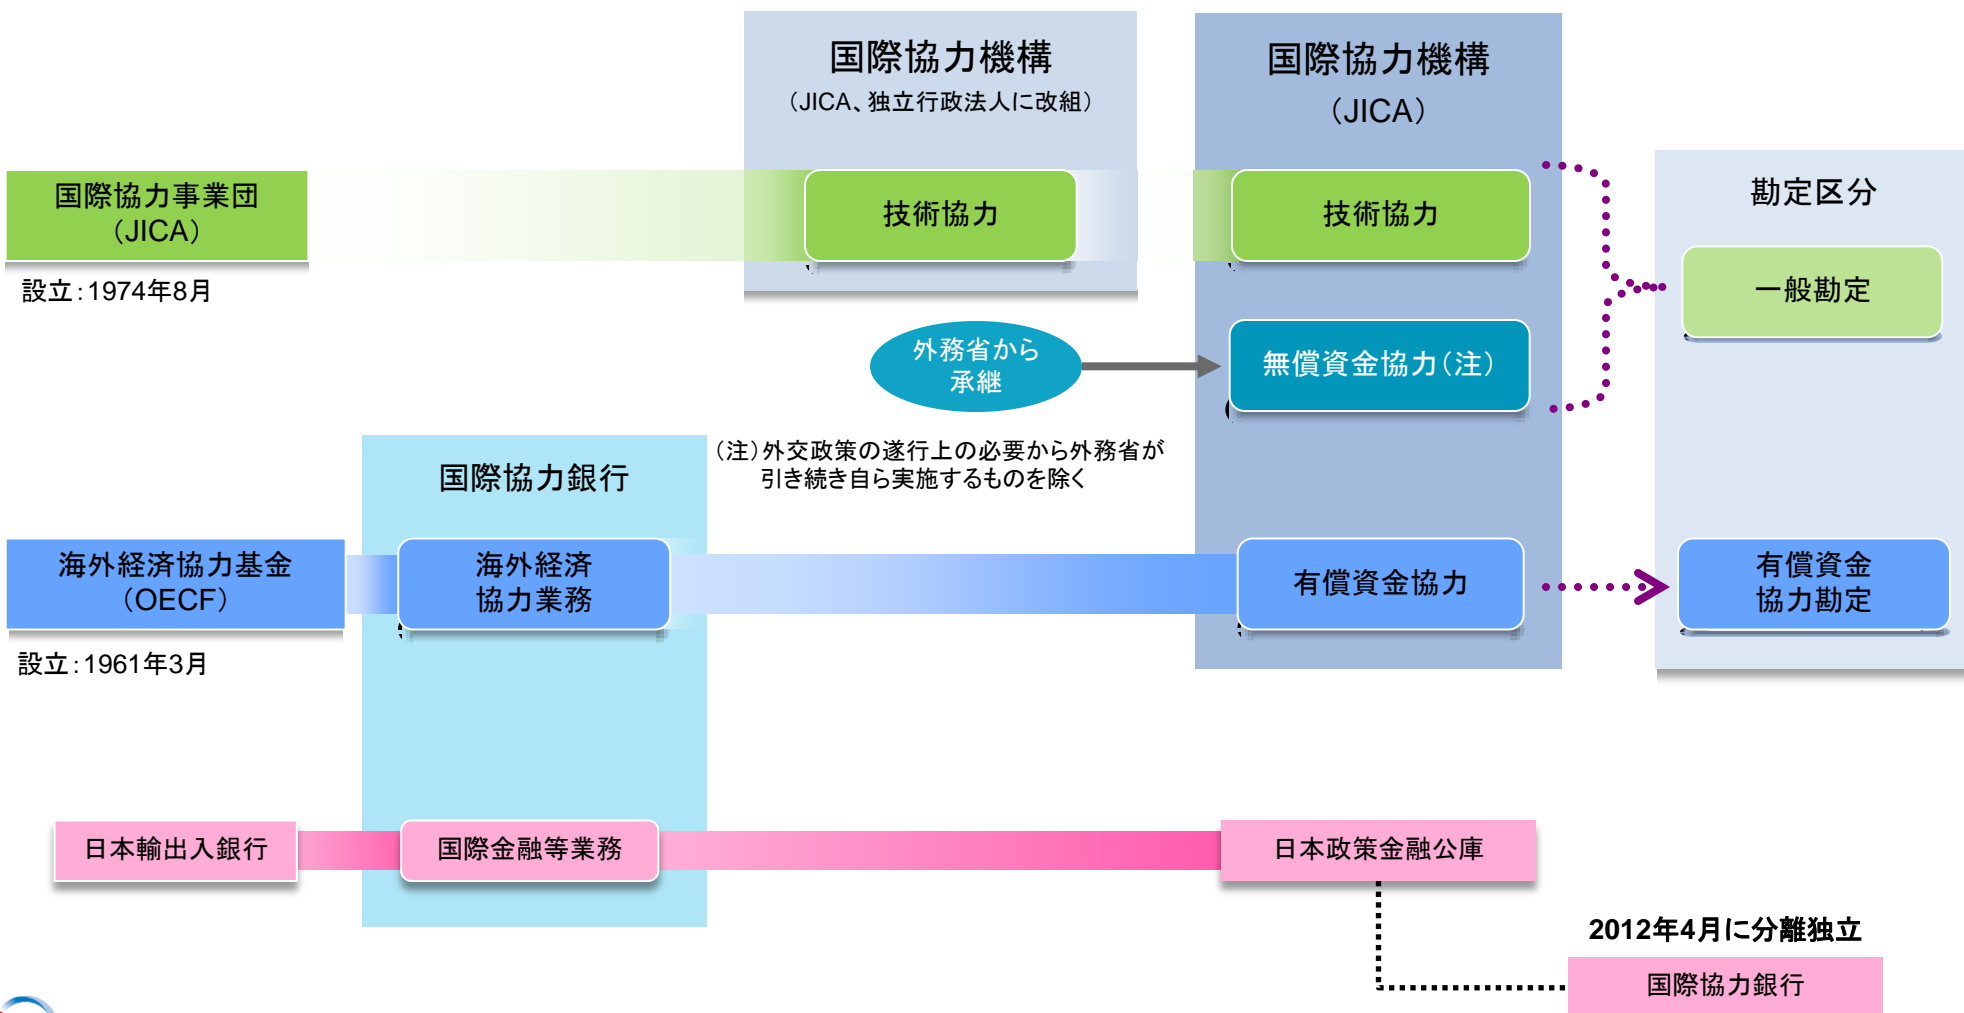 国際協力機構
（JICA、独立行政法人に改組）
国際協力機構
（JICA）
国際協力事業団
（JICA）
設立：1974年8月
技術協力
技術協力
勘定区分
一般勘定
外務省から
承継
無償資金協力（注）
（注）外交政策の遂行上の必要から外務省が
引き続き自ら実施するものを除く
国際協力銀行
海外経済協力基金
（OECF）
設立：1961年3月
海外経済
協力業務
有償資金協力
有償資金
協力勘定
日本輸出入銀行
国際金融等業務
日本政策金融公庫
2012年4月に分離独立
国際協力銀行